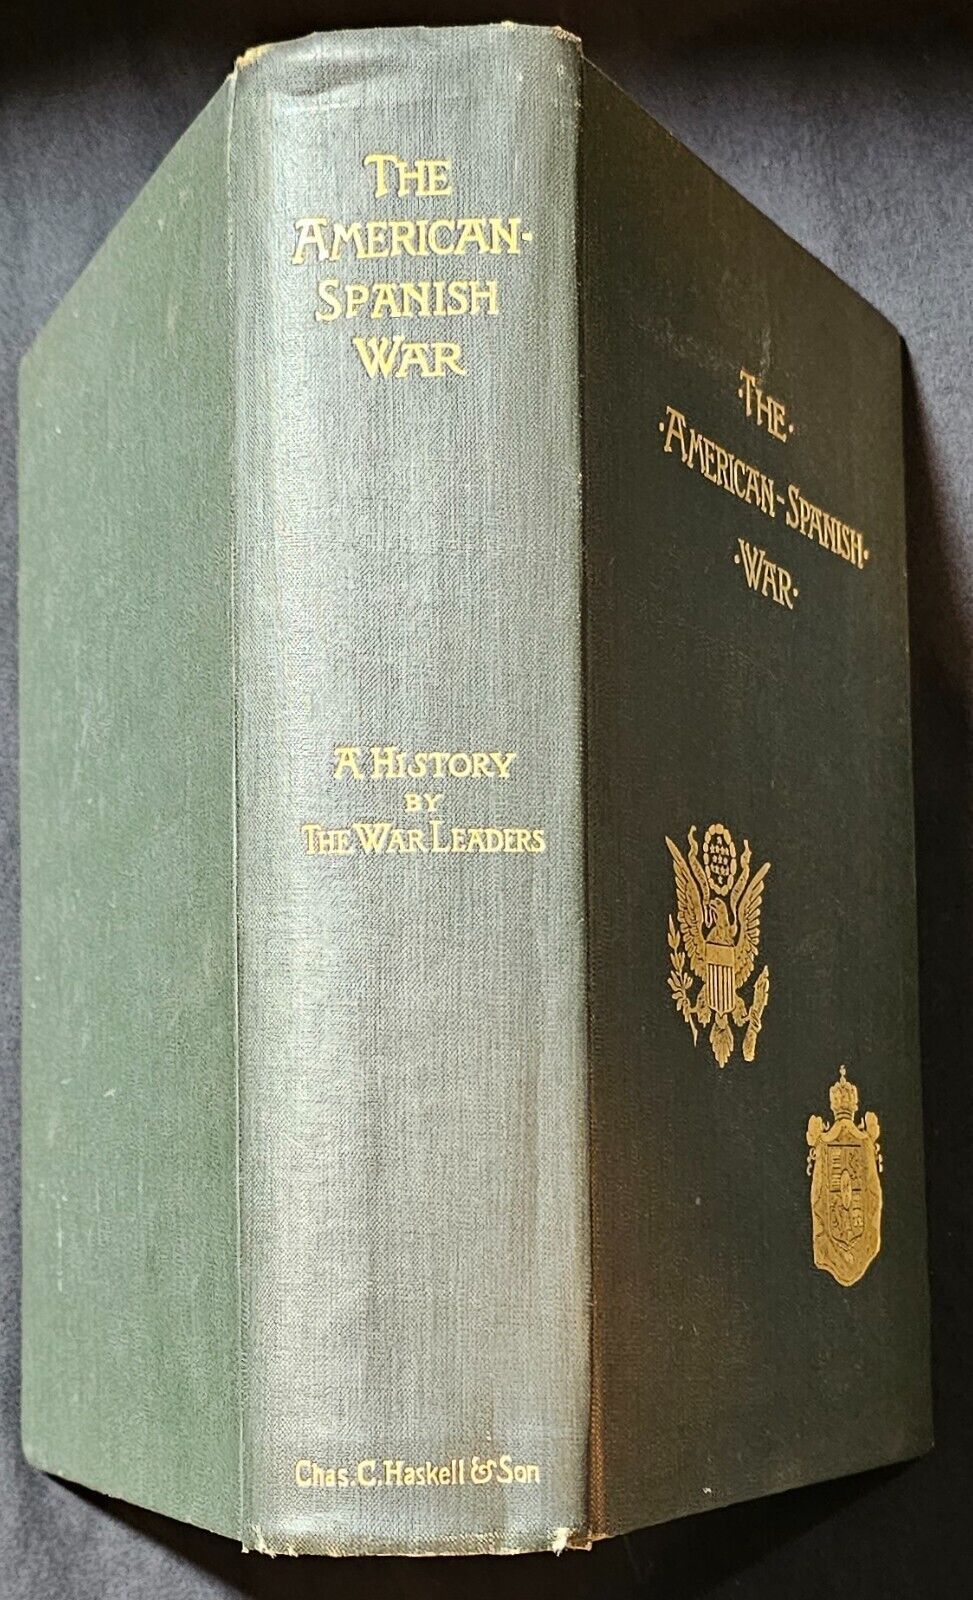 THE
AMERICAN-
SPANISH
WAR
A HISTORY
BY
THE WAR LEADERS
Chas. C. Haskell & Son
·THE·
·AMERICAN-SPANISH·
·WAR·